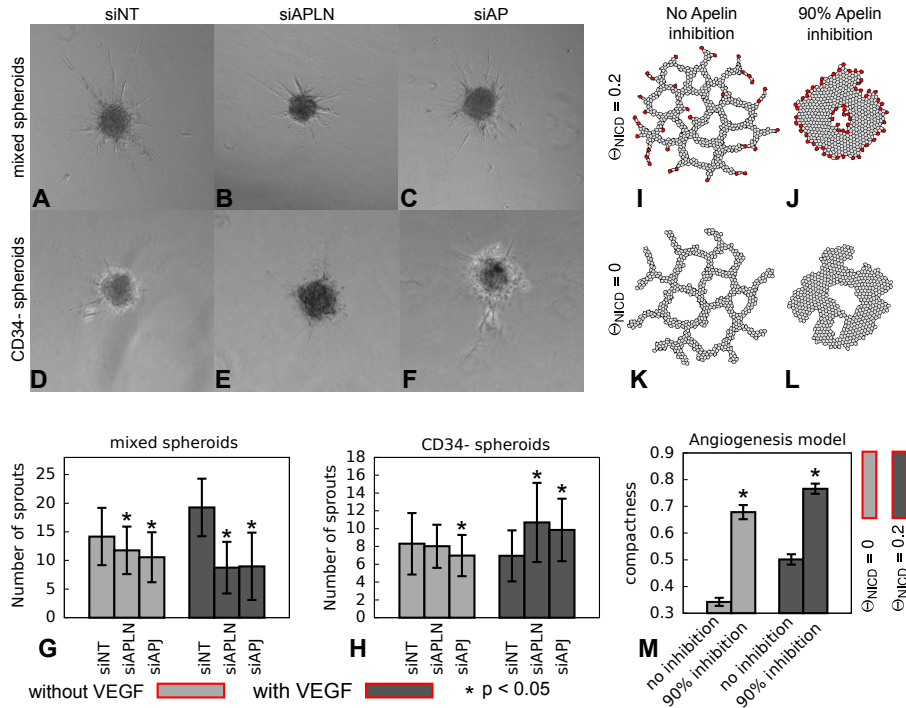 siNT siAPLN siAP
No Apelin inhibition
90% Apelin inhibition
mixed spheroids
A B C
ΘNICD = 0.2
I J
CD34- spheroids
D E F
ΘNICD = 0
K L
mixed spheroids
Number of sprouts
25
20
15
10
5
0
* * * *
siNT siAPLN siAPJ siNT siAPLN siAPJ
G
CD34- spheroids
Number of sprouts
18
16
14
12
10
8
6
4
2
0
* * *
siNT siAPLN siAPJ siNT siAPLN siAPJ
H
Angiogenesis model
compactness
0.9
0.8
0.7
0.6
0.5
0.4
0.3
* *
no inhibition 90% inhibition no inhibition 90% inhibition
M
ΘNICD = 0
ΘNICD = 0.2
without VEGF with VEGF * p < 0.05